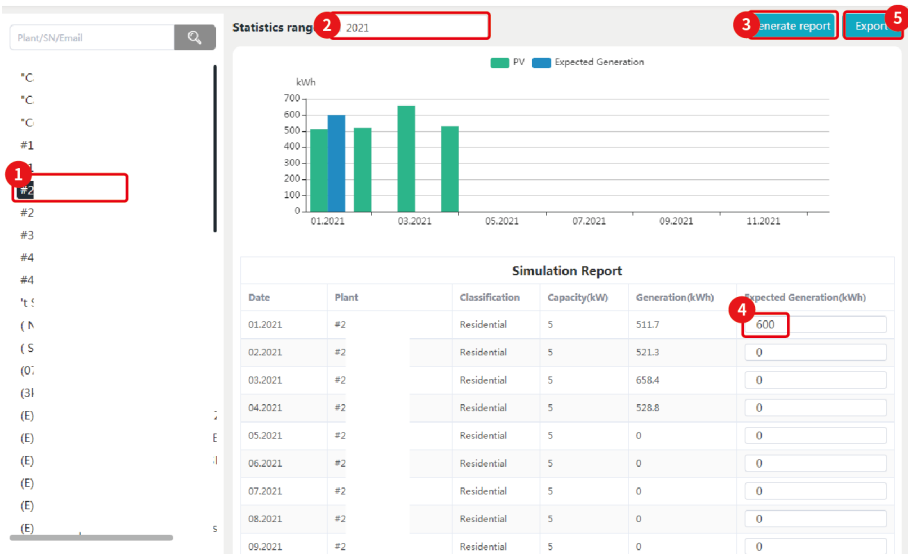 Plant/SN/Email
"C
"C
"C
#1
1
#2
#2
#3
#4
#4
't
( N
( S
(07
(3
(E)
(E)
(E)
(E)
(E)
(E) s
1
Statistics rang 2 2021
3 enerate report
Export 5
PV Expected Generation
kWh
700
600
500
400
300
200
100
0
01.2021 03.2021 05.2021 07.2021 09.2021 11.2021
Simulation Report
Date Plant Classification Capacity(kW) Generation(kWh) Expected Generation(kWh)
4
01.2021 #2 Residential 5 511.7 600
02.2021 #2 Residential 5 521.3 0
03.2021 #2 Residential 5 658.4 0
04.2021 #2 Residential 5 528.8 0
05.2021 #2 Residential 5 0 0
06.2021 #2 Residential 5 0 0
07.2021 #2 Residential 5 0 0
08.2021 #2 Residential 5 0 0
09.2021 #2 Residential 5 0 0